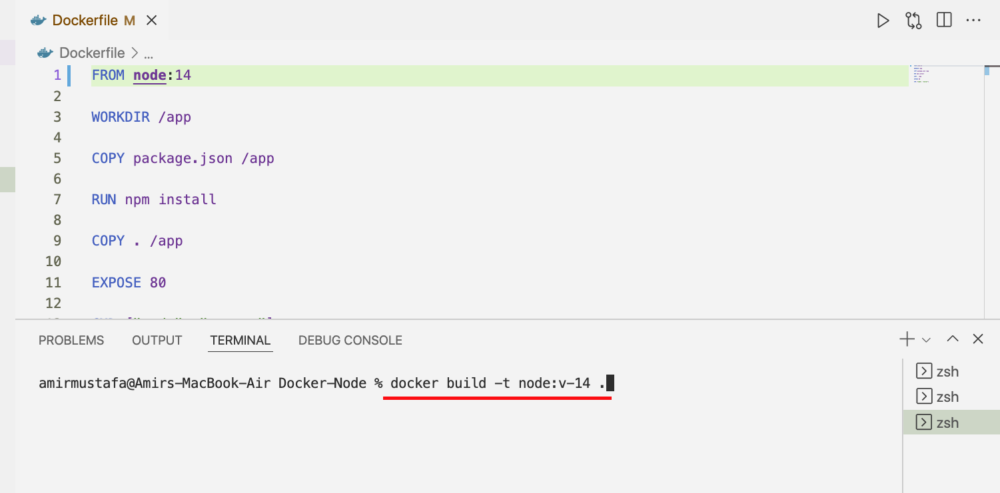 Dockerfile M
Dockerfile > ...
1 FROM node:14
2
3 WORKDIR /app
4
5 COPY package.json /app
6
7 RUN npm install
8
9 COPY . /app
10
11 EXPOSE 80
12
PROBLEMS OUTPUT TERMINAL DEBUG CONSOLE
amirmustafa@Amirs-MacBook-Air Docker-Node % docker build -t node:v-14 .
zsh
zsh
zsh